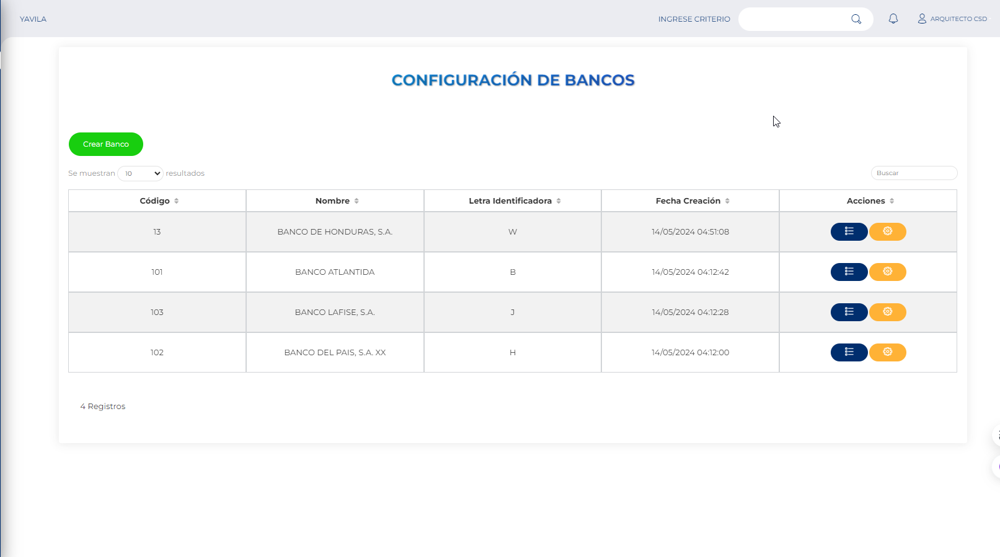 YAVILA INGRESE CRITERIO ARQUITECTO CSD
CONFIGURACIÓN DE BANCOS
Crear Banco
Se muestran 10 resultados Buscar
Código Nombre Letra Identificadora Fecha Creación Acciones
13 BANCO DE HONDURAS, S.A. W 14/05/2024 04:51:08
101 BANCO ATLANTIDA B 14/05/2024 04:12:42
103 BANCO LAFISE, S.A. J 14/05/2024 04:12:28
102 BANCO DEL PAIS, S.A. XX H 14/05/2024 04:12:00
4 Registros